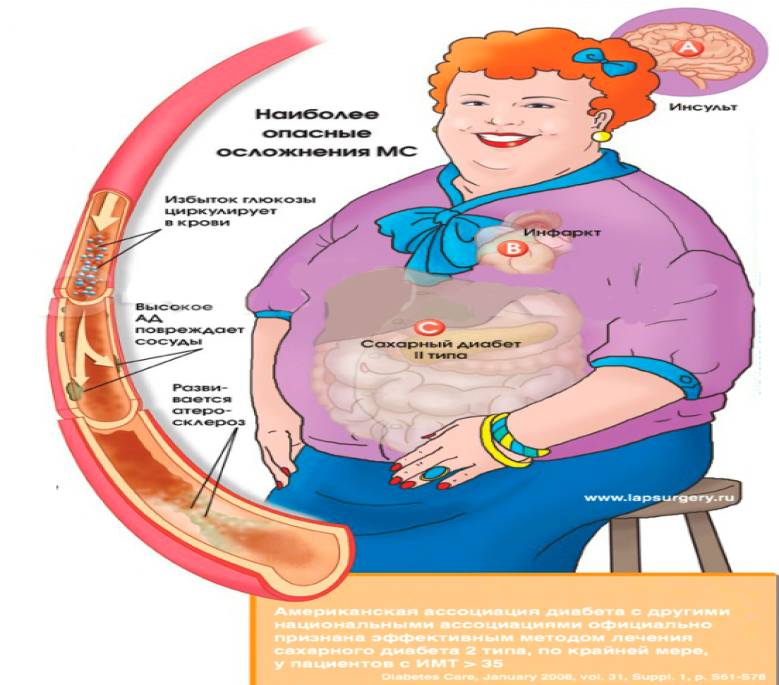 Наиболее
опасные
осложнения МС
A
Инсульт
Избыток глюкозы
циркулирует
в крови
Инфаркт
B
Высокое
АД
повреждает
сосуды
C
Сахарный диабет
II типа
Разви-
вается
атеро-
склероз
www.lapsurgery.ru
Американская ассоциация диабета с другими
национальными ассоциациями официально
признана эффективным методом лечения
сахарного диабета 2 типа, по крайней мере,
у пациентов с ИМТ > 35
Diabetes Care, January 2008, vol. 31, Suppl. 1, p. S61-S78